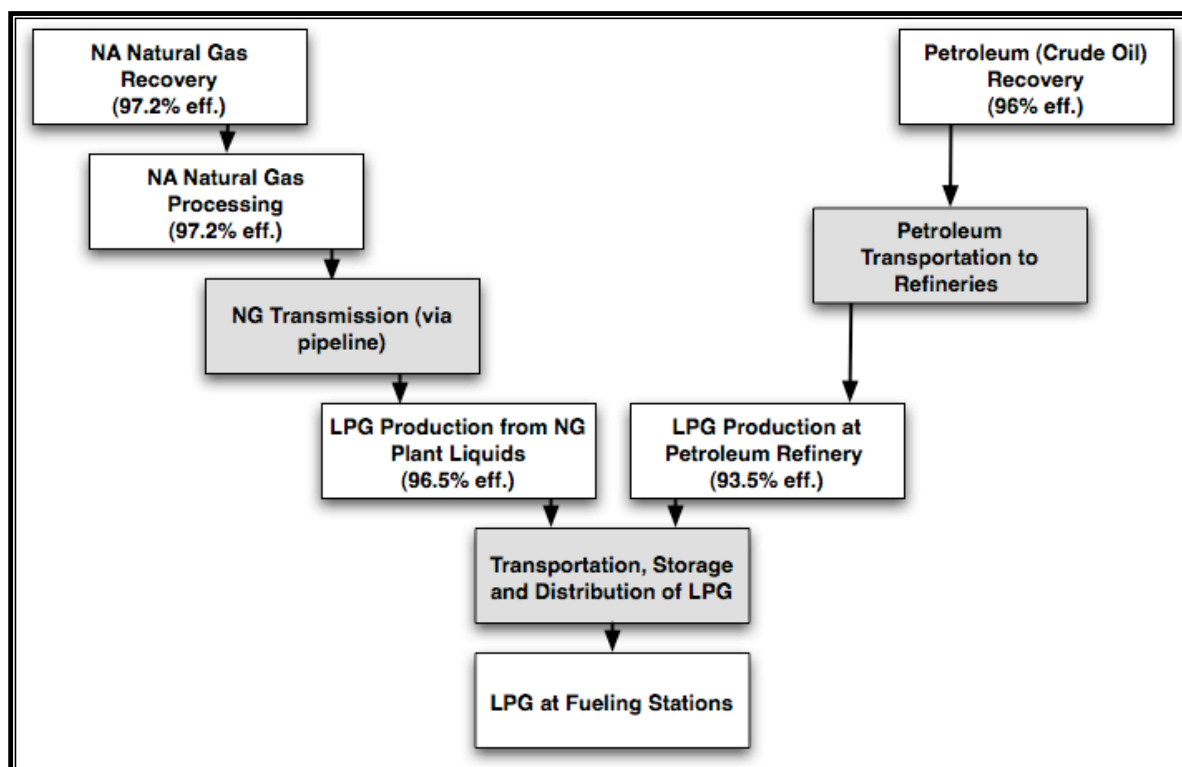 NA Natural Gas
Recovery
(97.2% eff.)
Petroleum (Crude Oil)
Recovery
(96% eff.)
NA Natural Gas
Processing
(97.2% eff.)
Petroleum
Transportation to
Refineries
NG Transmission (via
pipeline)
LPG Production from NG
Plant Liquids
(96.5% eff.)
LPG Production at
Petroleum Refinery
(93.5% eff.)
Transportation, Storage
and Distribution of LPG
LPG at Fueling Stations